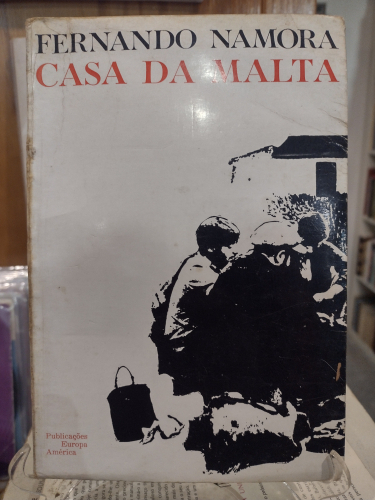 FERNANDO NAMORA
CASA DA MALTA
Publicações
Europa
América